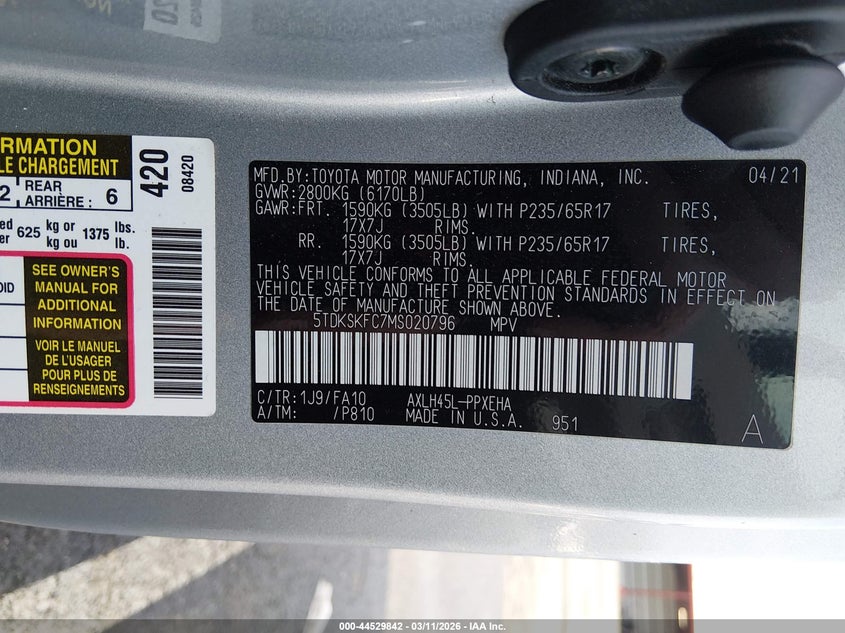 RMATION
LE CHARGEMENT
2 REAR ARRIÈRE : 6
625 kg or kg ou 1375 lbs. lb.
SEE OWNER'S
MANUAL FOR
ADDITIONAL
INFORMATION
VOIR LE MANUEL
DE L'USAGER
POUR PLUS DE
RENSEIGNEMENTS
420
08420
MFD.BY:TOYOTA MOTOR MANUFACTURING, INDIANA, INC. 04/21
GVWR:2800KG (6170LB)
GAWR:FRT. 1590KG (3505LB) WITH P235/65R17 TIRES,
17X7J RIMS.
RR. 1590KG (3505LB) WITH P235/65R17 TIRES,
17X7J RIMS.
THIS VEHICLE CONFORMS TO ALL APPLICABLE FEDERAL MOTOR
VEHICLE SAFETY AND THEFT PREVENTION STANDARDS IN EFFECT ON
THE DATE OF MANUFACTURE SHOWN ABOVE.
5TDKSKFC7MS020796 MPV
C/TR:1J9/FA10 AXLH45L-PPXEHA
A/TM: /P810 MADE IN U.S.A. 951
A
000-44529842 - 03/11/2026 - IAA Inc.